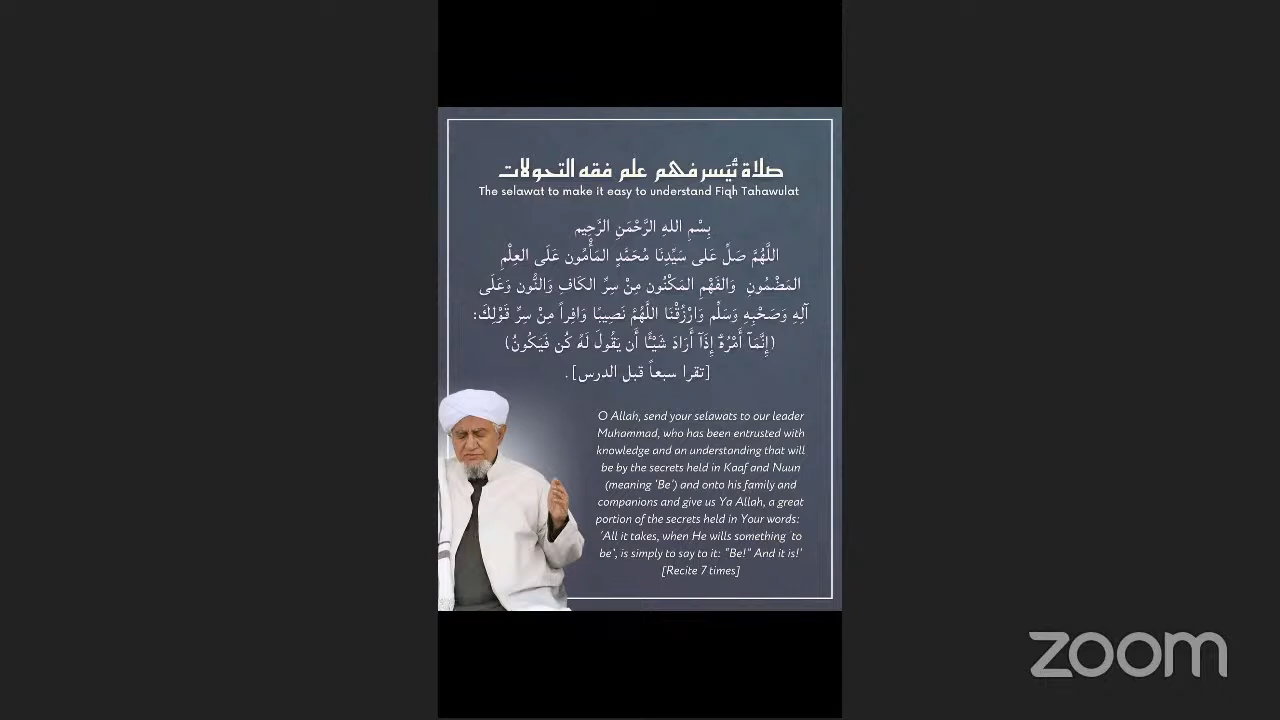 صلاة تُيَسر فهم علم فقه التحولات
The selawat to make it easy to understand Fiqh Tahawulat
بِسْمِ اللهِ الرَّحْمَنِ الرَّحِيم
اللَّهُمَّ صَلِّ عَلى سَيِّدِنَا مُحَمَّدٍ المَأْمُون عَلَى العِلْمِ
المَضْمُونِ وَالفَهْمِ المَكْنُون مِنْ سِرِّ الكَافِ وَالنُّون وَعَلَى
آلِهِ وَصَحْبِهِ وَسَلِّم وَارْزُقْنَا اللَّهُمَّ نَصِيبًا وَافِراً مِنْ سِرِّ قَوْلِكَ:
(إِنَّمَآ أَمْرُهُۥٓ إِذَآ أَرَادَ شَيْـًٔا أَن يَقُولَ لَهُۥ كُن فَيَكُونُ)
[تقرا سبعاً قبل الدرس].
O Allah, send your selawats to our leader
Muhammad, who has been entrusted with
knowledge and an understanding that will
be by the secrets held in Kaaf and Nuun
(meaning 'Be') and onto his family and
companions and give us Ya Allah, a great
portion of the secrets held in Your words:
'All it takes, when He wills something to
be', is simply to say to it: "Be!" And it is!'
[Recite 7 times]
zoom